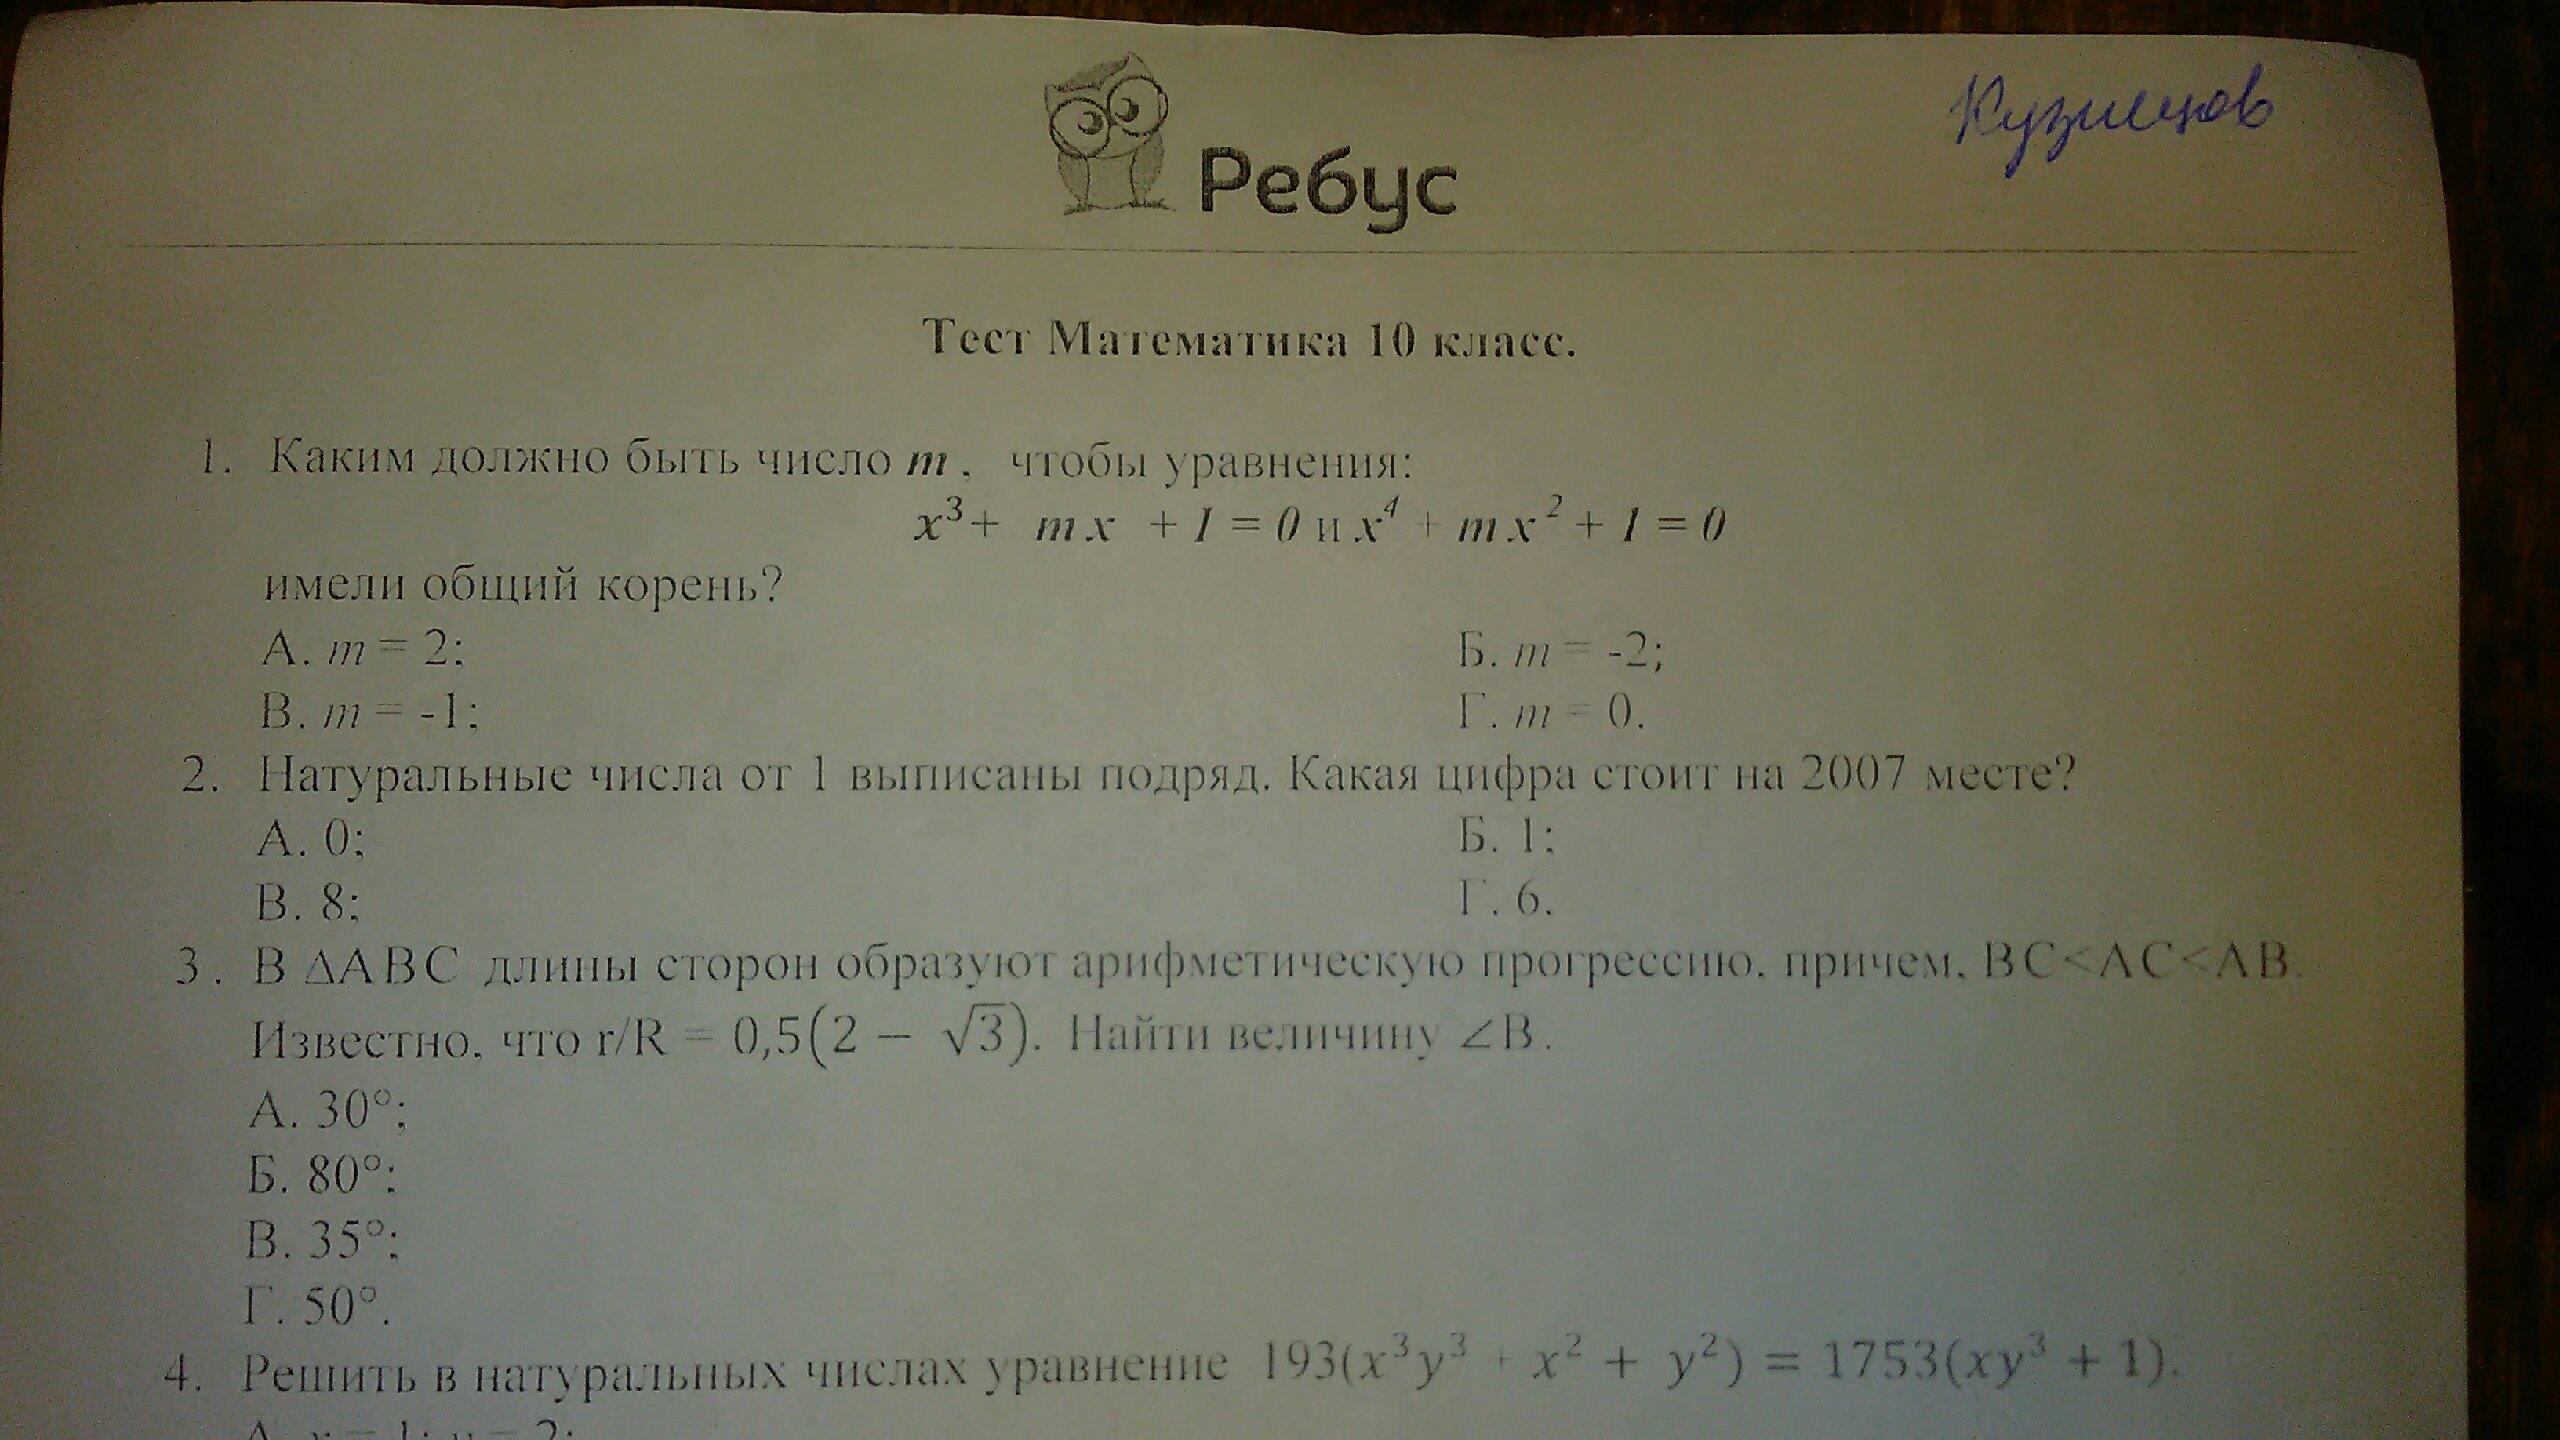 Кузнецов
Ребус
Тест Математика 10 класс.
1. Каким должно быть число m, чтобы уравнения:
x³+ mx + 1 = 0 и x⁴ + mx² + 1 = 0
имели общий корень?
А. m = 2; Б. m = -2;
В. m = -1; Г. m = 0.
2. Натуральные числа от 1 выписаны подряд. Какая цифра стоит на 2007 месте?
А. 0; Б. 1;
В. 8; Г. 6.
3. В ΔABC длины сторон образуют арифметическую прогрессию, причем, BC<AC<AB.
Известно, что r/R = 0,5(2 − √3). Найти величину ∠B.
А. 30°;
Б. 80°;
В. 35°;
Г. 50°.
4. Решить в натуральных числах уравнение 193(x³y³ + x² + y²) = 1753(xy³ + 1).
А. x = 1; y = 2;